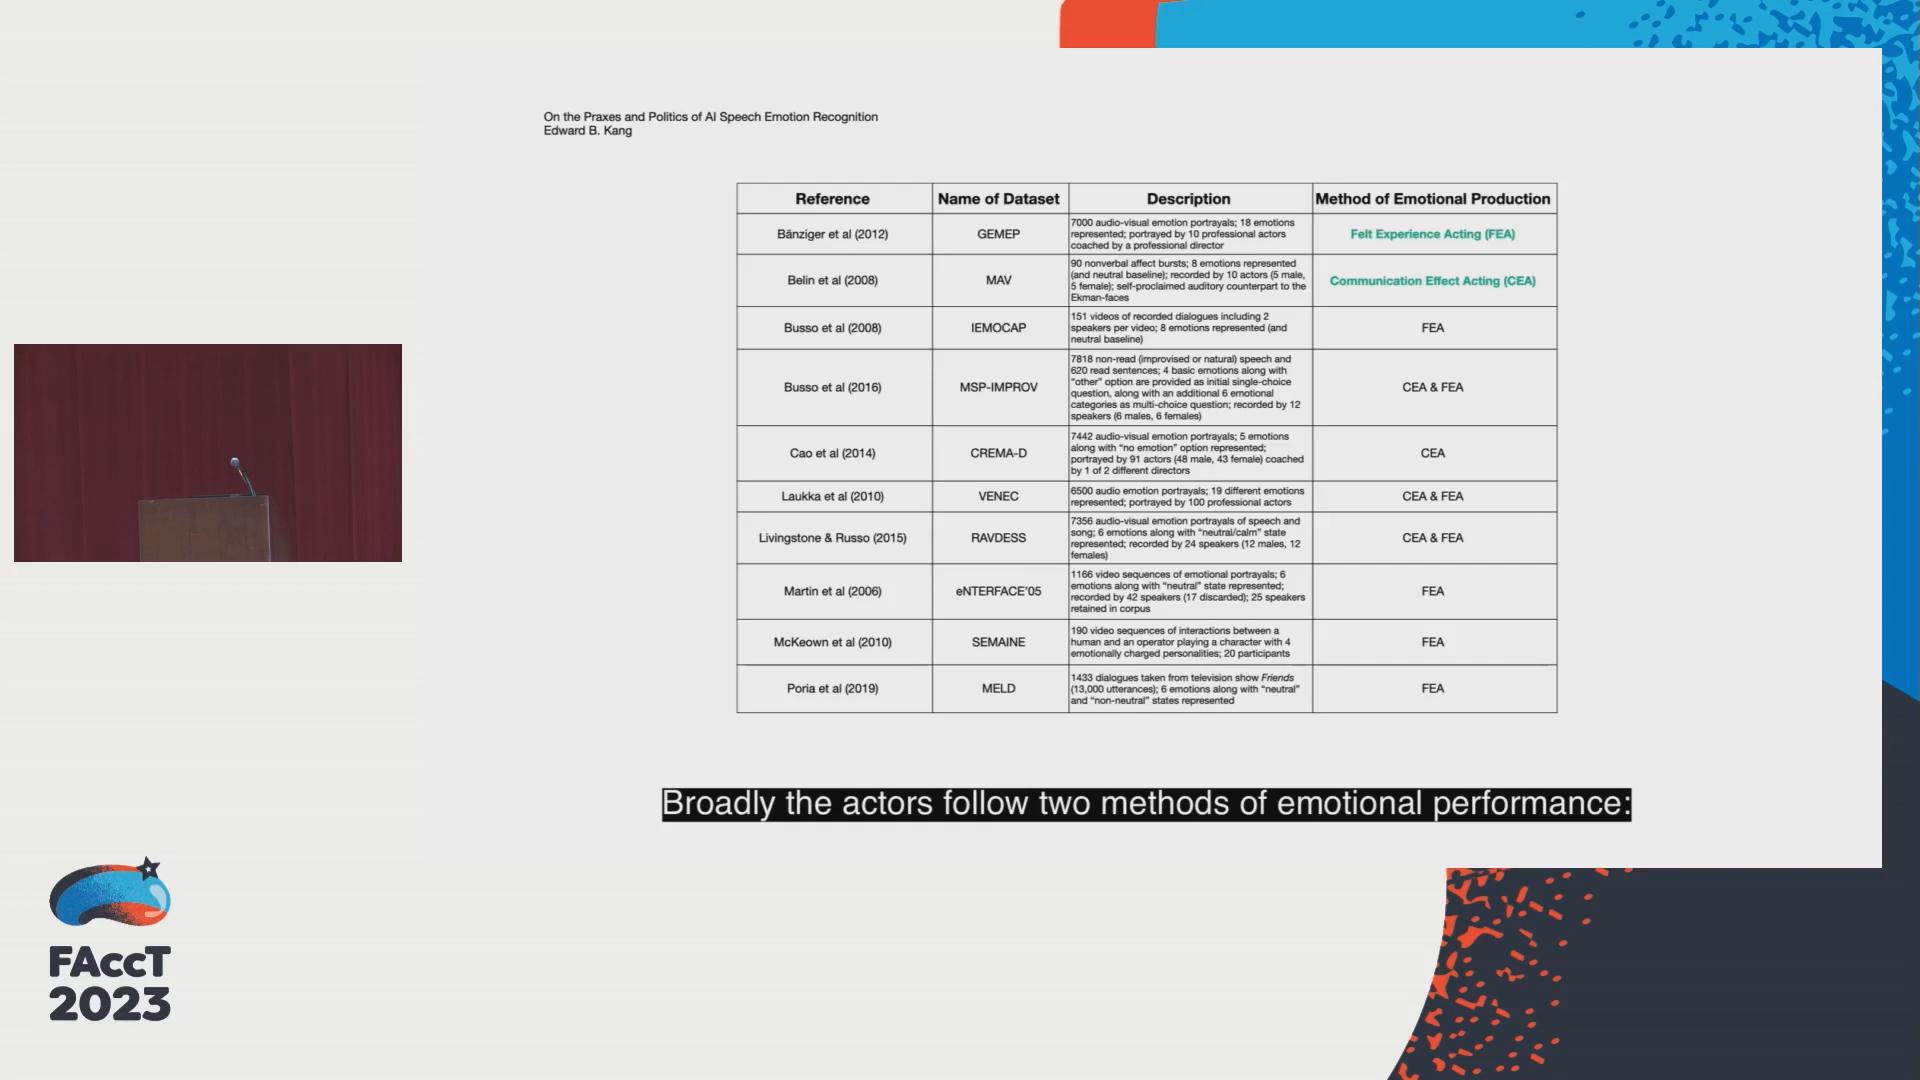 On the Praxes and Politics of AI Speech Emotion Recognition
Edward B. Kang
Reference
Name of Dataset
Description
Method of Emotional Production
Bänziger et al (2012)
GEMEP
7000 audio-visual emotion portrayals; 18 emotions
represented; portrayed by 10 professional actors
coached by a professional director
Felt Experience Acting (FEA)
Belin et al (2008)
MAV
90 nonverbal affect bursts; 8 emotions represented
(and neutral baseline); recorded by 10 actors (5 male,
5 female); self-proclaimed auditory counterpart to the
Ekman-faces
Communication Effect Acting (CEA)
Busso et al (2008)
IEMOCAP
151 videos of recorded dialogues including 2
speakers per video; 8 emotions represented (and
neutral baseline)
FEA
Busso et al (2016)
MSP-IMPROV
7818 non-read (improvised or natural) speech and
620 read sentences; 4 basic emotions along with
“other” option are provided as initial single-choice
question, along with an additional 6 emotional
categories as multi-choice question; recorded by 12
speakers (6 males, 6 females)
CEA & FEA
Cao et al (2014)
CREMA-D
7442 audio-visual emotion portrayals; 5 emotions
along with “no emotion” option represented;
portrayed by 91 actors (48 male, 43 female) coached
by 1 of 2 different directors
CEA
Laukka et al (2010)
VENEC
6500 audio emotion portrayals; 19 different emotions
represented; portrayed by 100 professional actors
CEA & FEA
Livingstone & Russo (2015)
RAVDESS
7356 audio-visual emotion portrayals of speech and
song; 6 emotions along with “neutral/calm” state
represented; recorded by 24 speakers (12 males, 12
females)
CEA & FEA
Martin et al (2006)
eNTERFACE’05
1166 video sequences of emotional portrayals; 6
emotions along with “neutral” state represented;
recorded by 42 speakers (17 discarded); 25 speakers
retained in corpus
FEA
McKeown et al (2010)
SEMAINE
190 video sequences of interactions between a
human and an operator playing a character with 4
emotionally charged personalities; 20 participants
FEA
Poria et al (2019)
MELD
1433 dialogues taken from television show Friends
(13,000 utterances); 6 emotions along with “neutral”
and “non-neutral” states represented
FEA
Broadly the actors follow two methods of emotional performance:
FAccT
2023